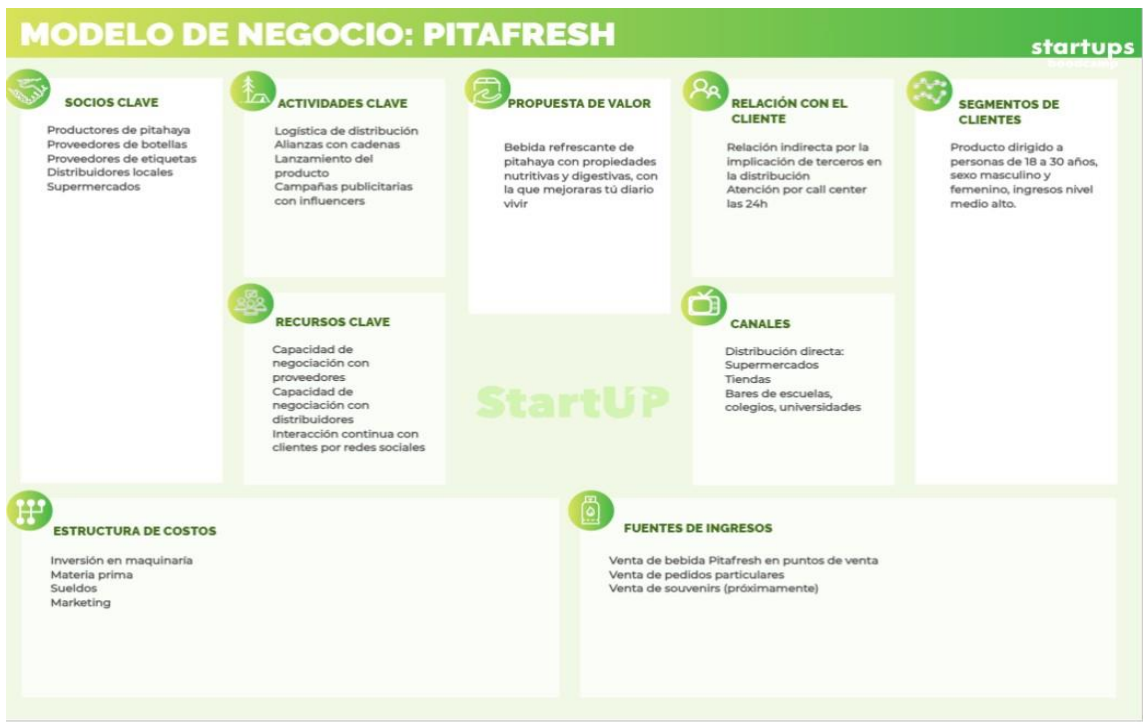 MODELO DE NEGOCIO: PITAFRESH
startups
SOCIOS CLAVE
Productores de pitahaya
Proveedores de botellas
Proveedores de etiquetas
Distribuidores locales
Supermercados
ACTIVIDADES CLAVE
Logística de distribución
Alianzas con cadenas
Lanzamiento del
producto
Campañas publicitarias
con influencers
RECURSOS CLAVE
Capacidad de
negociación con
proveedores
Capacidad de
negociación con
distribuidores
Interacción continua con
clientes por redes sociales
PROPUESTA DE VALOR
Bebida refrescante de
pitahaya con propiedades
nutritivas y digestivas, con
la que mejoraras tú diario
vivir
StartUP
RELACIÓN CON EL
CLIENTE
Relación indirecta por la
implicación de terceros en
la distribución
Atención por call center
las 24h
CANALES
Distribución directa:
Supermercados
Tiendas
Bares de escuelas,
colegios, universidades
SEGMENTOS DE
CLIENTES
Producto dirigido a
personas de 18 a 30 años,
sexo masculino y
femenino, ingresos nivel
medio alto.
ESTRUCTURA DE COSTOS
Inversión en maquinaría
Materia prima
Sueldos
Marketing
FUENTES DE INGRESOS
Venta de bebida Pitafresh en puntos de venta
Venta de pedidos particulares
Venta de souvenirs (próximamente)